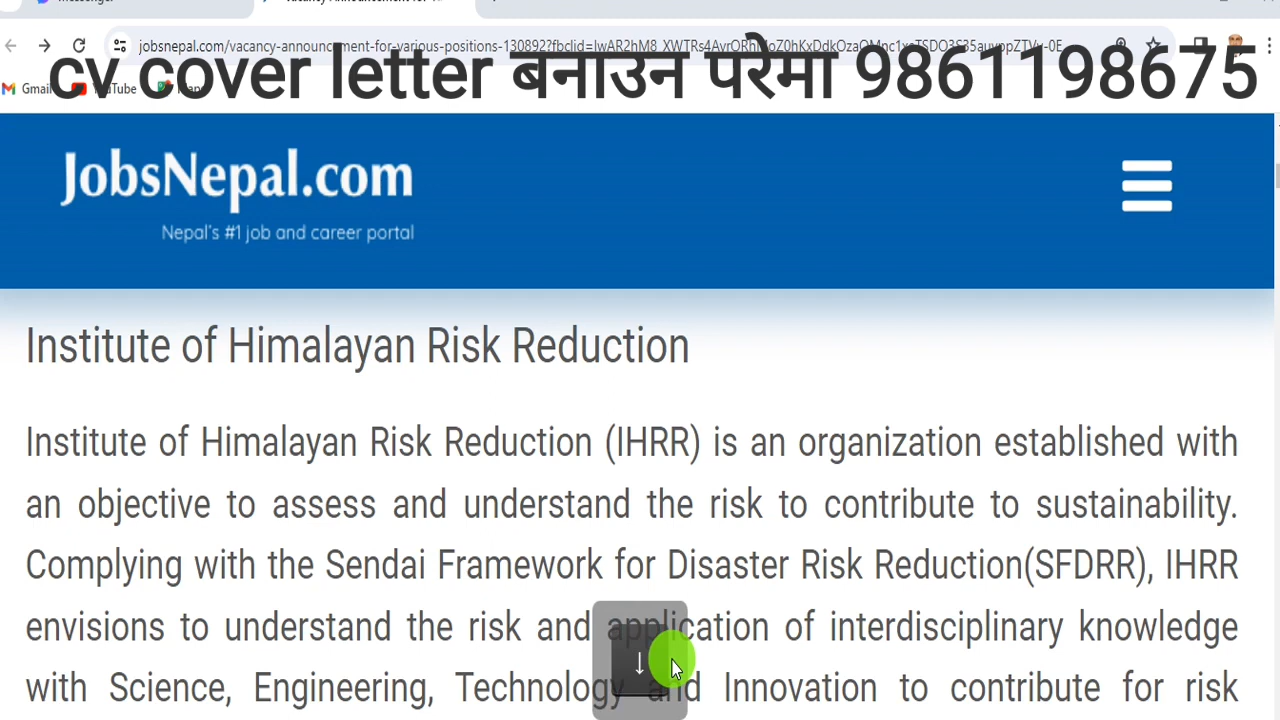 cv cover letter बनाउन परेमा 9861198675
Gmail
JobsNepal.com
Nepal's #1 job and career portal
Institute of Himalayan Risk Reduction
Institute of Himalayan Risk Reduction (IHRR) is an organization established with
an objective to assess and understand the risk to contribute to sustainability.
Complying with the Sendai Framework for Disaster Risk Reduction(SFDRR), IHRR
envisions to understand the risk and application of interdisciplinary knowledge
with Science, Engineering, Technology and Innovation to contribute for risk